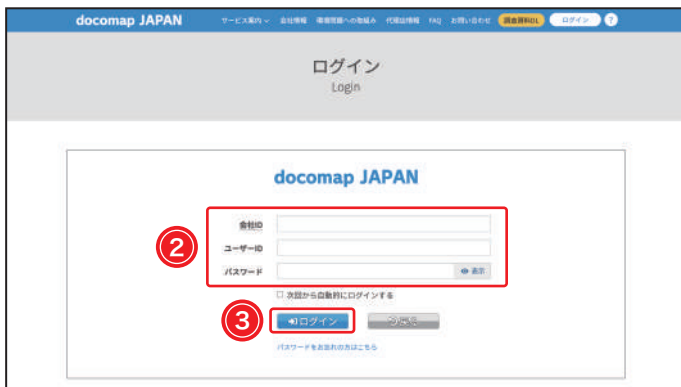 docomap JAPAN サービス案内 会社情報 環境問題への取組み 代理店情報 FAQ お問い合わせ ログイン ?
ログイン
Login
docomap JAPAN
②
会社ID
ユーザーID
パスワード 表示
次回から自動的にログインする
③
ログイン 戻る
パスワードをお忘れの方はこちら